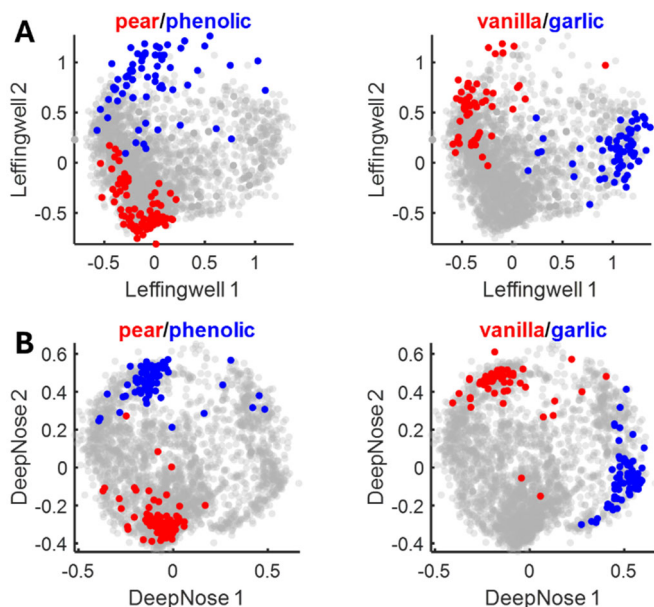 A
pear/phenolic
vanilla/garlic
Leffingwell 2
1
0.5
0
-0.5
-0.5
0
0.5
1
Leffingwell 1
Leffingwell 2
1
0.5
0
-0.5
-0.5
0
0.5
1
Leffingwell 1
B
pear/phenolic
vanilla/garlic
DeepNose 2
0.6
0.4
0.2
0
-0.2
-0.4
-0.5
0
0.5
DeepNose 1
DeepNose 2
0.6
0.4
0.2
0
-0.2
-0.4
-0.5
0
0.5
DeepNose 1